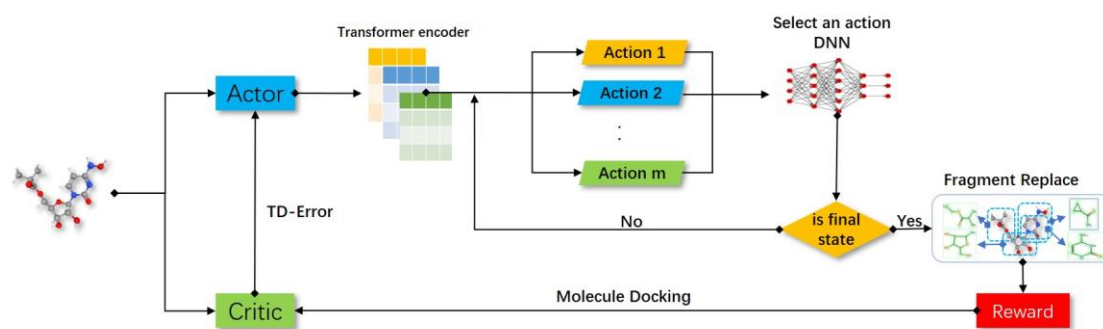 Transformer encoder
Select an action
DNN
Action 1
Actor
Action 2
:
Action m
Fragment Replace
TD-Error
is final
state
No
Yes
Molecule Docking
Critic
Reward